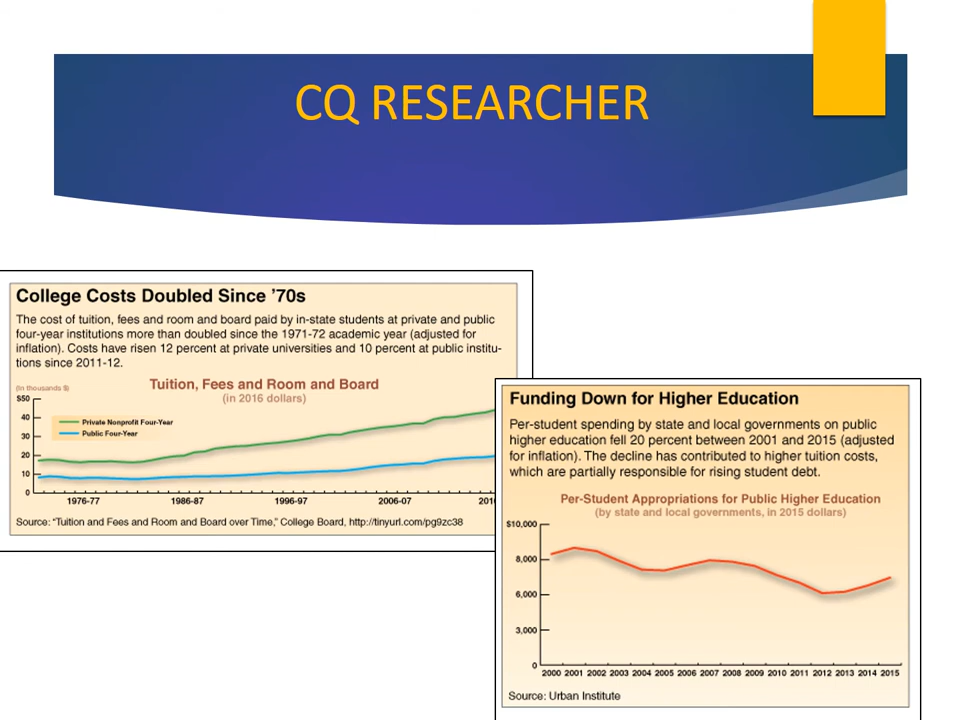 CQ RESEARCHER
College Costs Doubled Since '70s
The cost of tuition, fees and room and board paid by in-state students at private and public
four-year institutions more than doubled since the 1971-72 academic year (adjusted for
inflation). Costs have risen 12 percent at private universities and 10 percent at public institu-
tions since 2011-12.
(In thousands $)
Tuition, Fees and Room and Board
(in 2016 dollars)
$50
40
30
20
10
0
Private Nonprofit Four-Year
Public Four-Year
1976-77 1986-87 1996-97 2006-07
Source: "Tuition and Fees and Room and Board over Time," College Board, http://tinyurl.com/pg9zc38
Funding Down for Higher Education
Per-student spending by state and local governments on public
higher education fell 20 percent between 2001 and 2015 (adjusted
for inflation). The decline has contributed to higher tuition costs,
which are partially responsible for rising student debt.
Per-Student Appropriations for Public Higher Education
(by state and local governments, in 2015 dollars)
$10,000
8,000
6,000
3,000
0
2000 2001 2002 2003 2004 2005 2006 2007 2008 2009 2010 2011 2012 2013 2014 2015
Source: Urban Institute